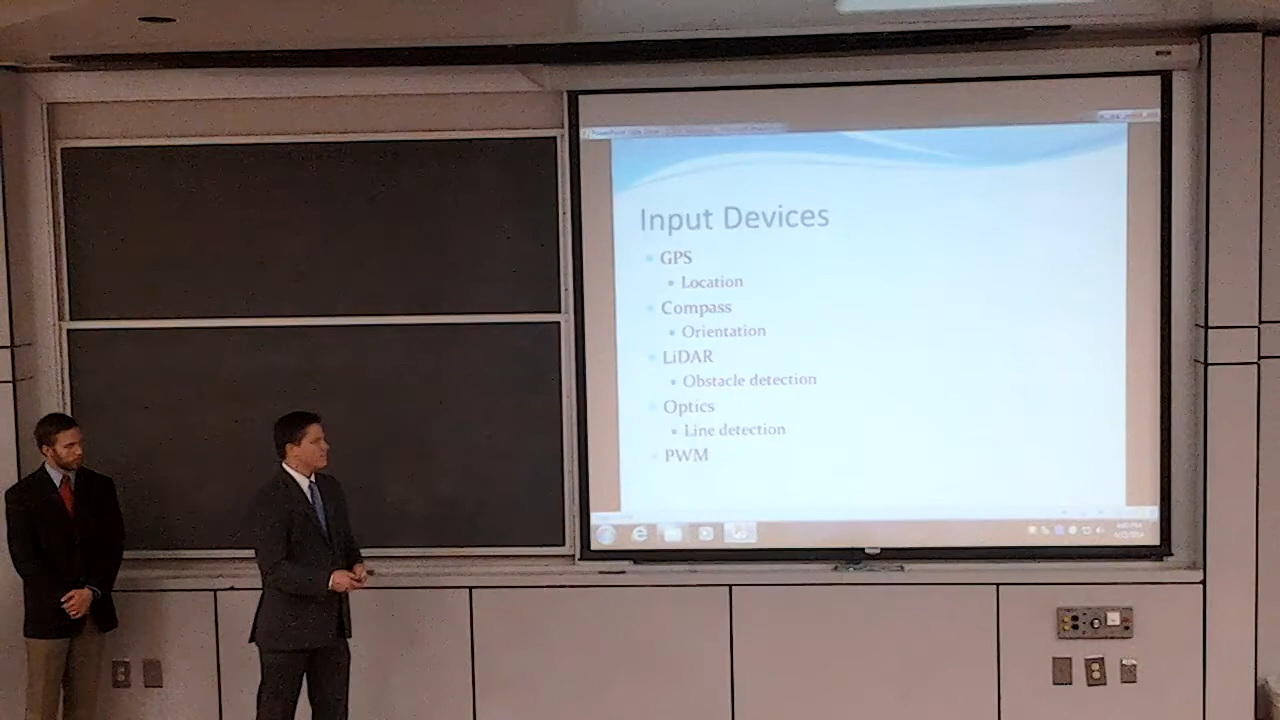 Input Devices
GPS
Location
Compass
Orientation
LiDAR
Obstacle detection
Optics
Line detection
PWM